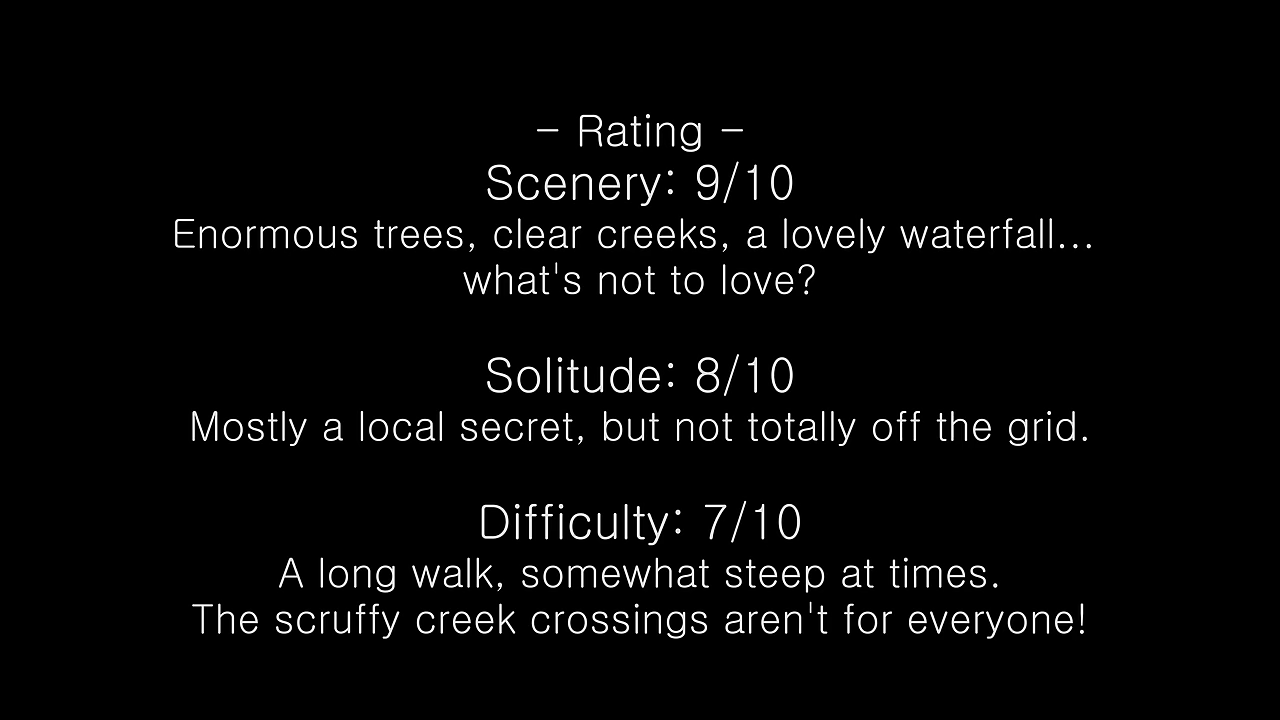 - Rating -
Scenery: 9/10
Enormous trees, clear creeks, a lovely waterfall...
what's not to love?
Solitude: 8/10
Mostly a local secret, but not totally off the grid.
Difficulty: 7/10
A long walk, somewhat steep at times.
The scruffy creek crossings aren't for everyone!